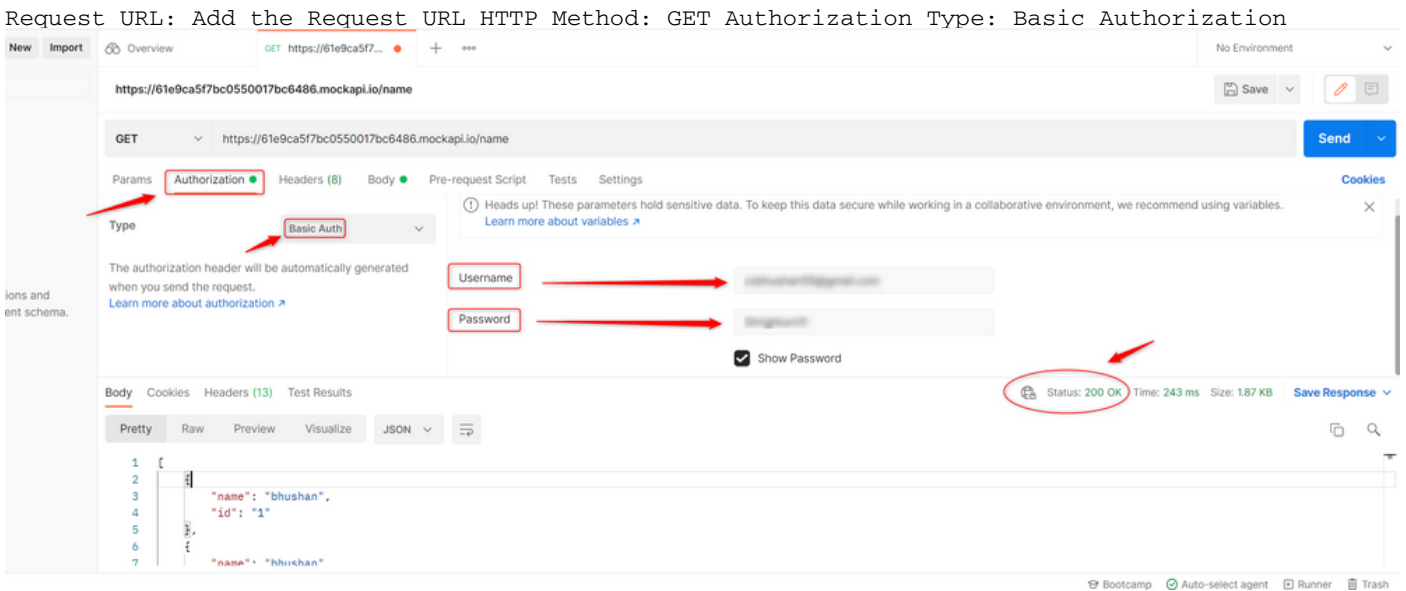 Request URL: Add the Request URL HTTP Method: GET Authorization Type: Basic Authorization
New Import Overview GET https://61e9ca5f7... + ooo No Environment
https://61e9ca5f7bc0550017bc6486.mockapi.io/name Save
GET https://61e9ca5f7bc0550017bc6486.mockapi.io/name Send
Params Authorization Headers (8) Body Pre-request Script Tests Settings Cookies
Heads up! These parameters hold sensitive data. To keep this data secure while working in a collaborative environment, we recommend using variables.
Learn more about variables ↗
Type Basic Auth
The authorization header will be automatically generated
when you send the request.
Learn more about authorization ↗
Username
Password
Show Password
ions and
ent schema.
Body Cookies Headers (13) Test Results Status: 200 OK Time: 243 ms Size: 1.87 KB Save Response
Pretty Raw Preview Visualize JSON
1 [
2 {
3 "name": "bhushan",
4 "id": "1"
5 },
6 {
7 "name": "bhushan"
Bootcamp Auto-select agent Runner Trash